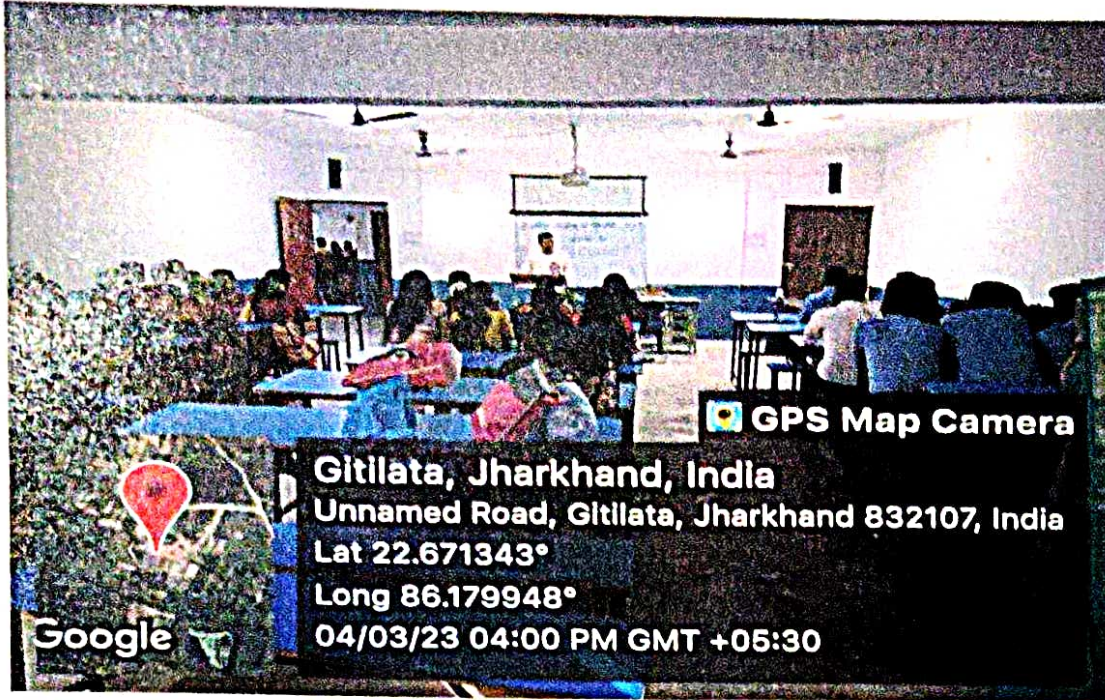 GPS Map Camera
Gitilata, Jharkhand, India
Unnamed Road, Gitilata, Jharkhand 832107, India
Lat 22.671343°
Long 86.179948°
04/03/23 04:00 PM GMT +05:30
Google